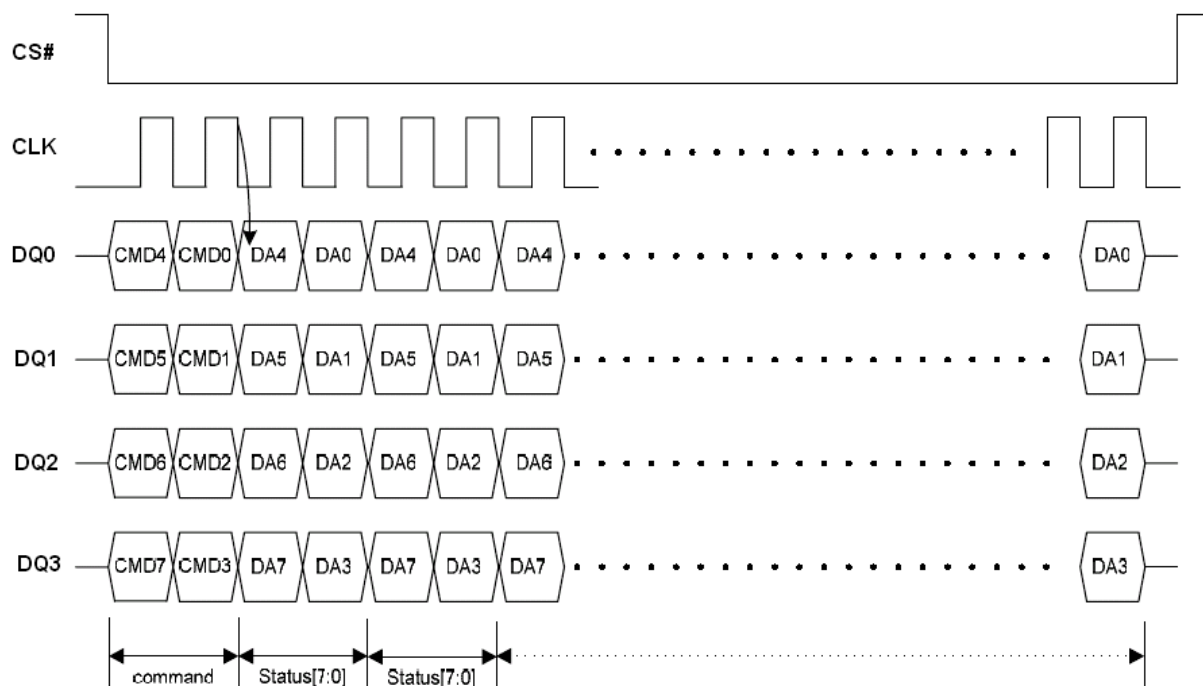 CS#
CLK
DQ0 CMD4 CMD0 DA4 DA0 DA4 DA0 DA4 DA0
DQ1 CMD5 CMD1 DA5 DA1 DA5 DA1 DA5 DA1
DQ2 CMD6 CMD2 DA6 DA2 DA6 DA2 DA6 DA2
DQ3 CMD7 CMD3 DA7 DA3 DA7 DA3 DA7 DA3
command Status[7:0] Status[7:0]